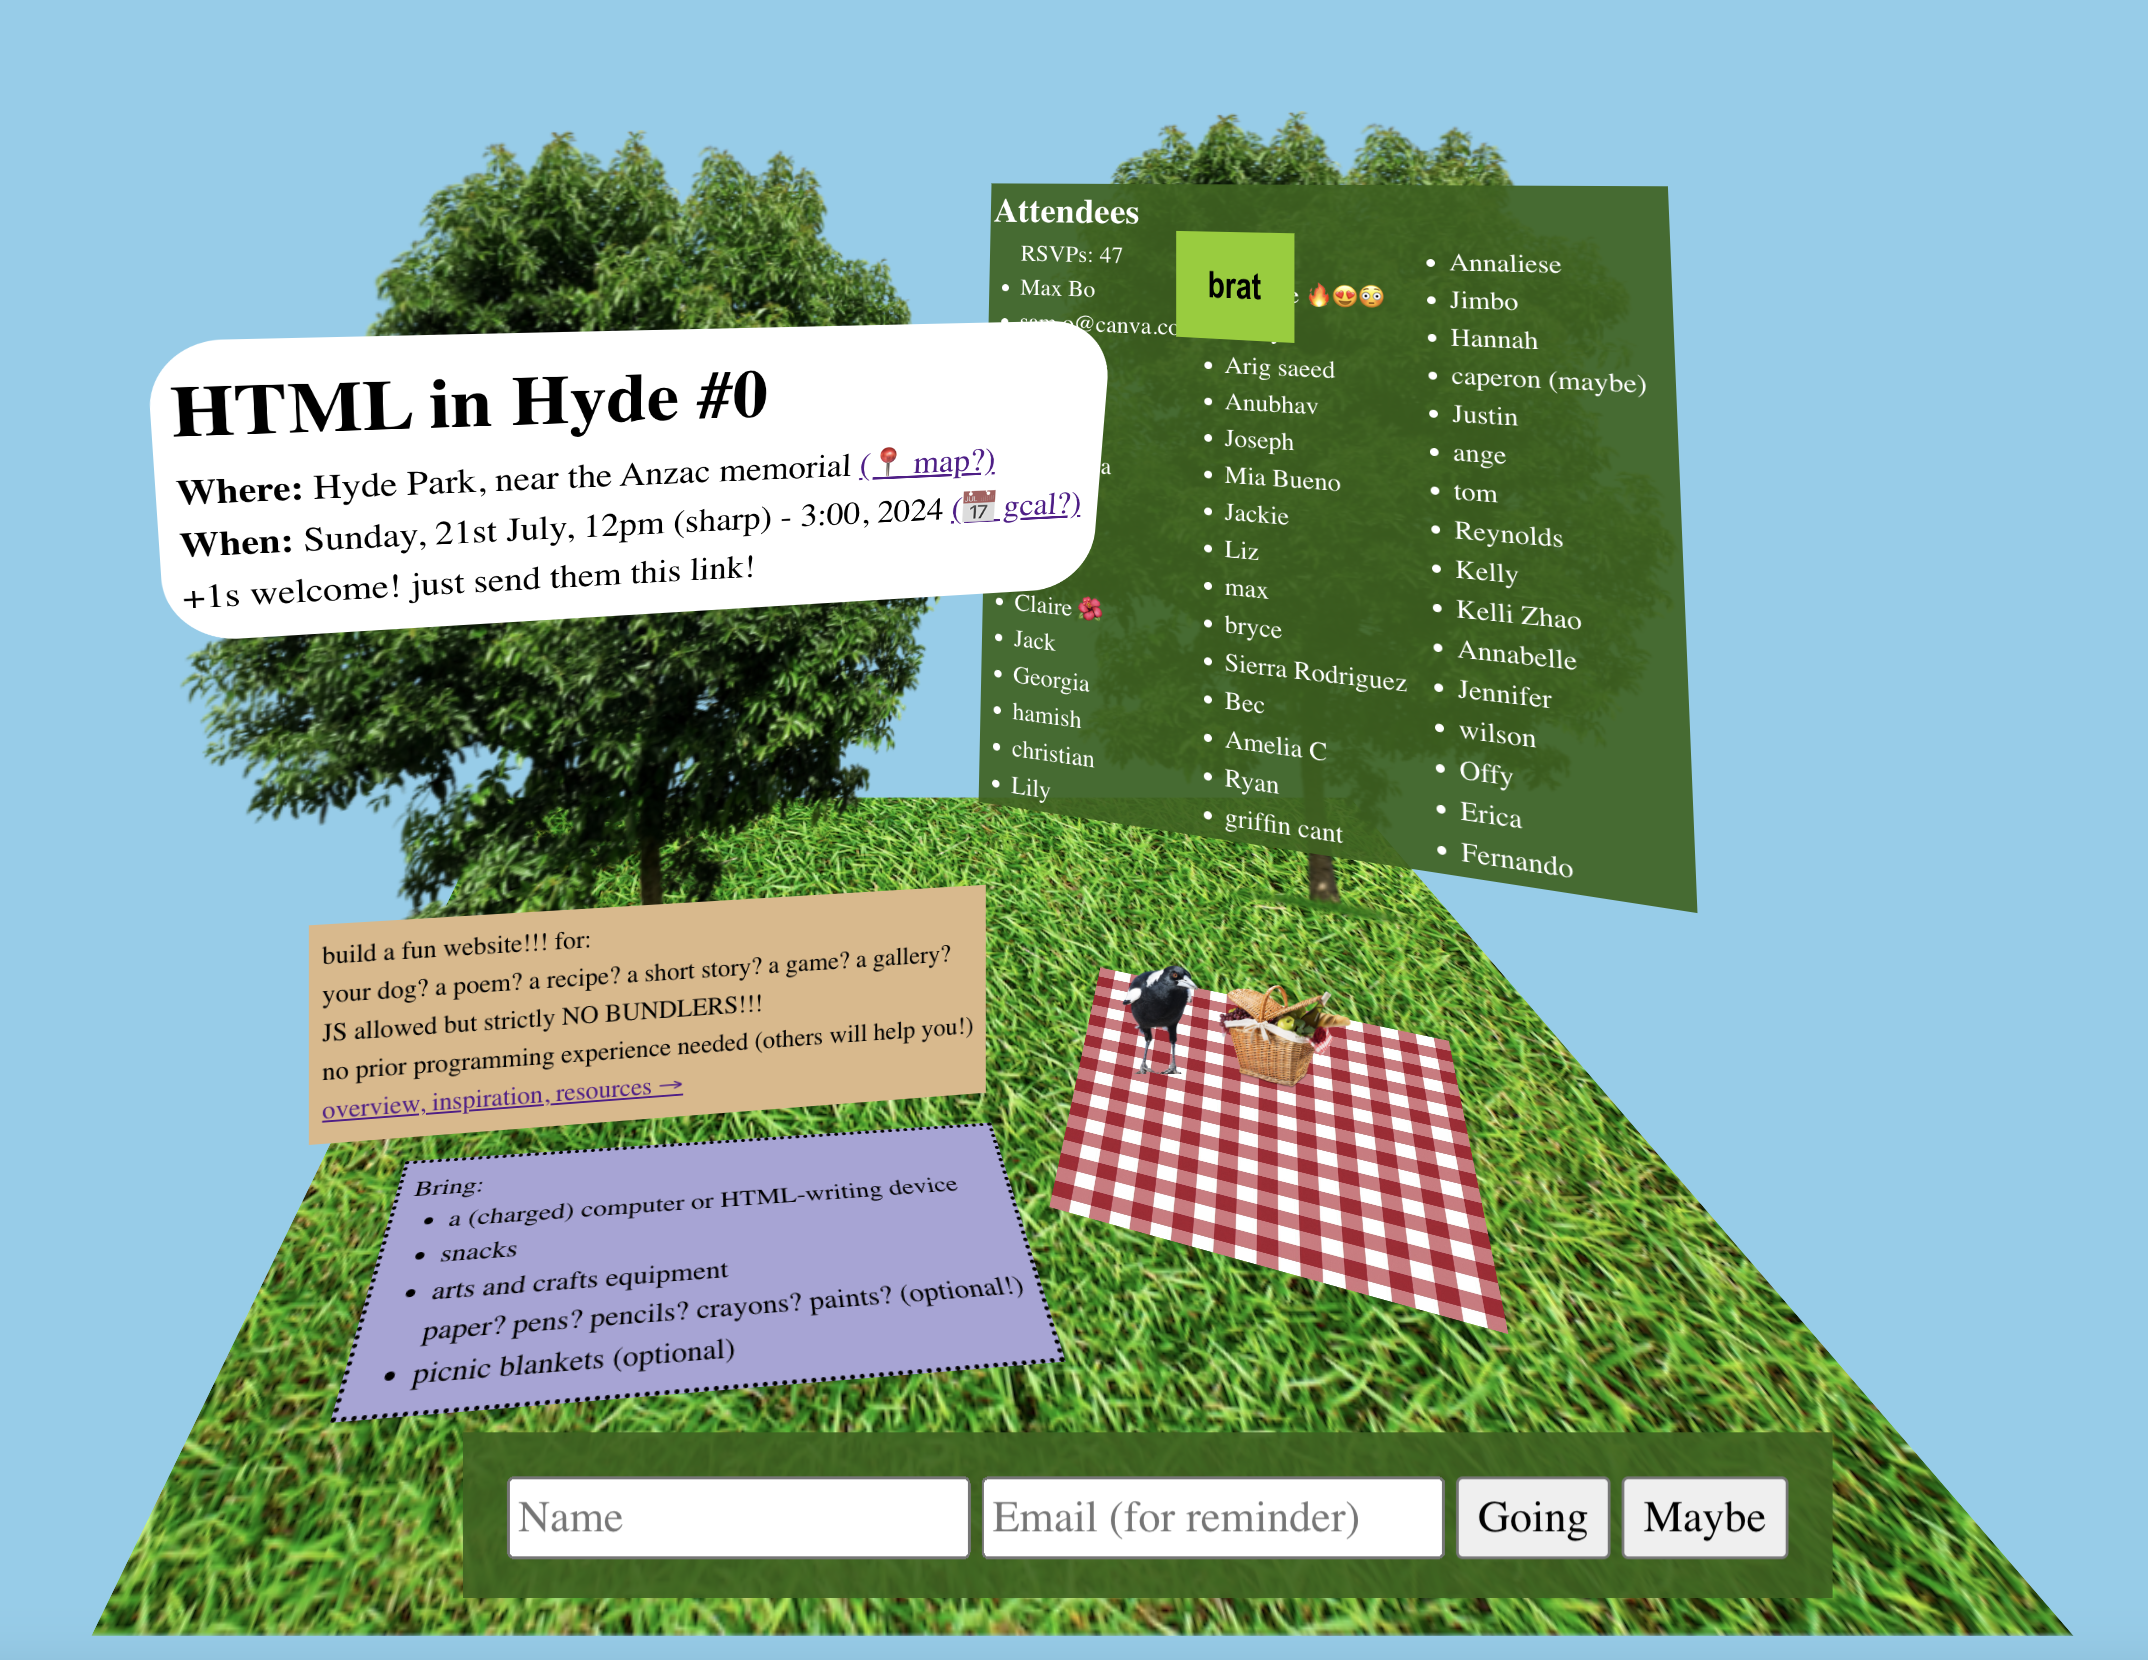 HTML in Hyde #0
Where: Hyde Park, near the Anzac memorial (📍 map?)
When: Sunday, 21st July, 12pm (sharp) - 3:00, 2024 (📅 gcal?)
+1s welcome! just send them this link!
Attendees
RSVPs: 47
Max Bo
@canva.co
Claire 🌺
Jack
Georgia
hamish
christian
Lily
brat
🔥😍😳
Arig saeed
Anubhav
Joseph
Mia Bueno
Jackie
Liz
max
bryce
Sierra Rodriguez
Bec
Amelia C
Ryan
griffin cant
Annaliese
Jimbo
Hannah
caperon (maybe)
Justin
ange
tom
Reynolds
Kelly
Kelli Zhao
Annabelle
Jennifer
wilson
Offy
Erica
Fernando
build a fun website!!! for:
your dog? a poem? a recipe? a short story? a game? a gallery?
JS allowed but strictly NO BUNDLERS!!!
no prior programming experience needed (others will help you!)
overview, inspiration, resources →
Bring:
a (charged) computer or HTML-writing device
snacks
arts and crafts equipment
paper? pens? pencils? crayons? paints? (optional!)
picnic blankets (optional)
Name
Email (for reminder)
Going
Maybe